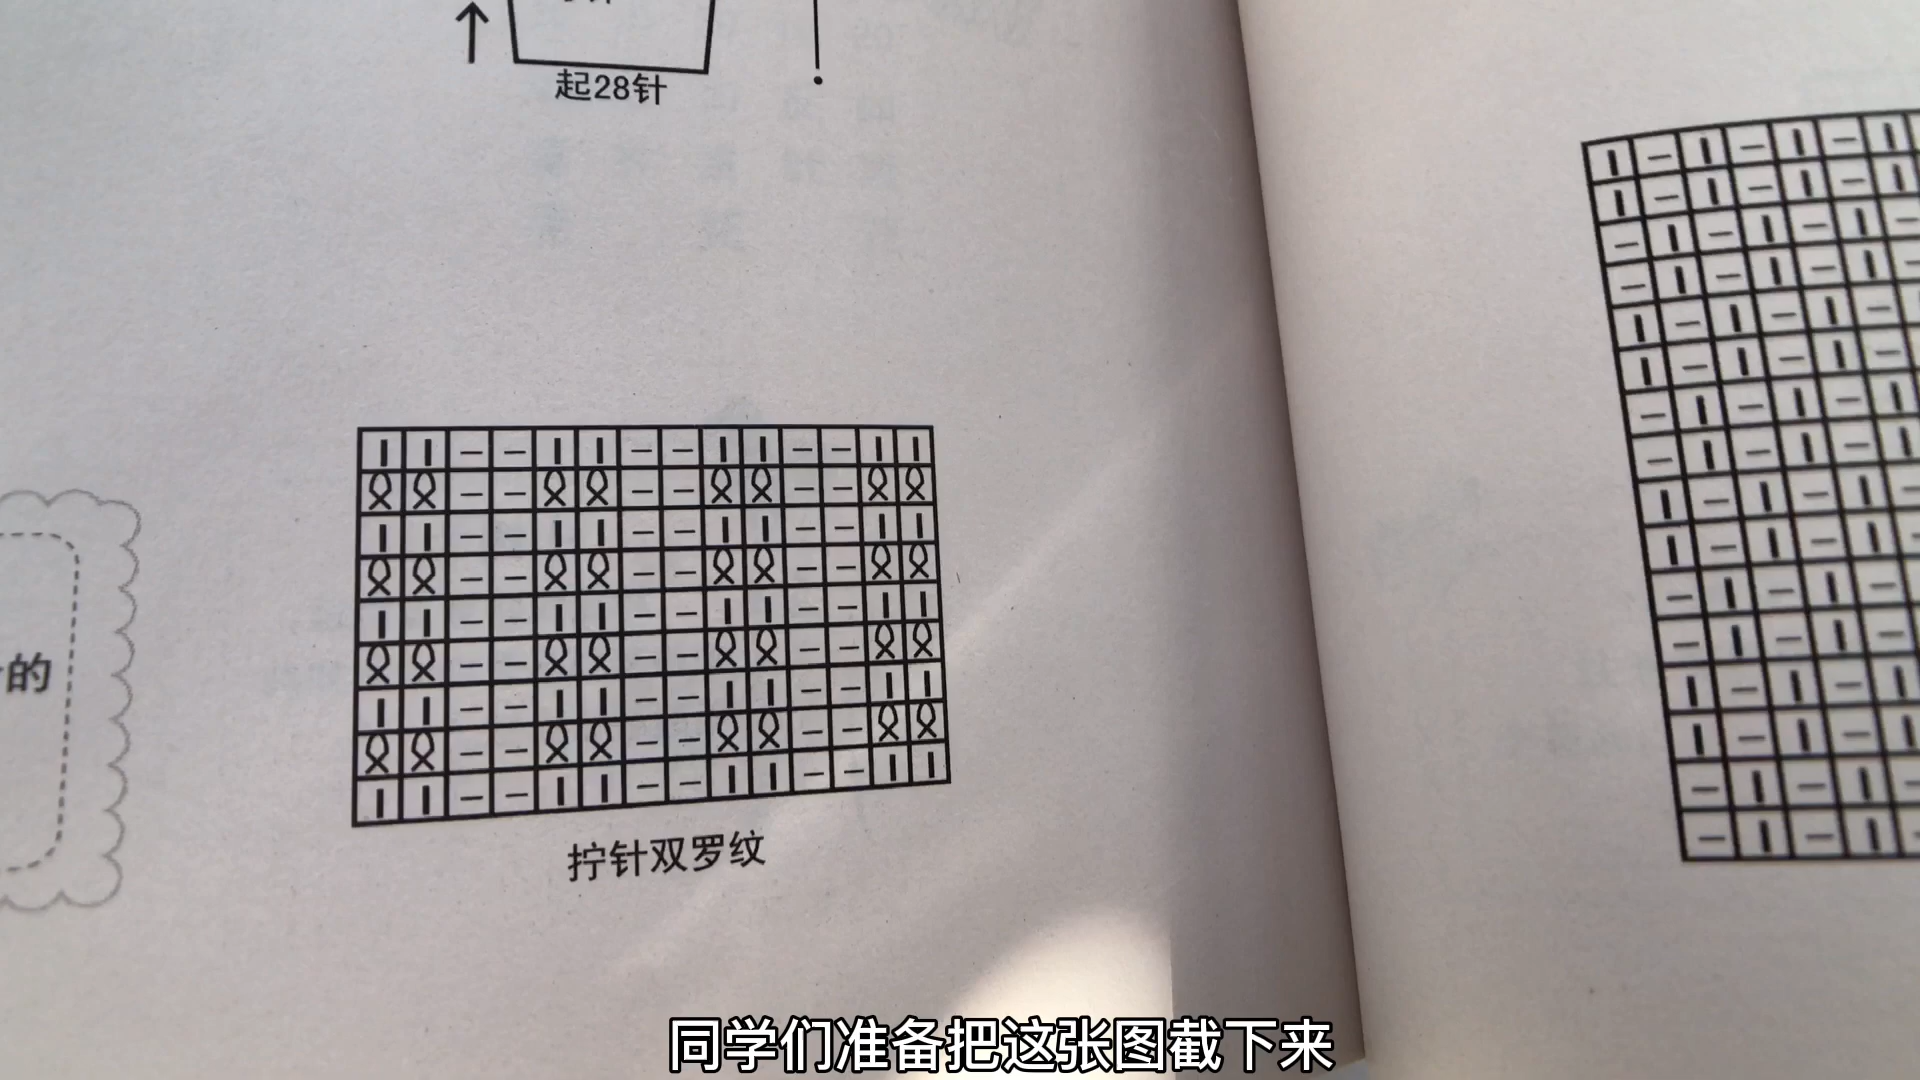 起28针
的
拧针双罗纹
同学们准备把这张图截下来